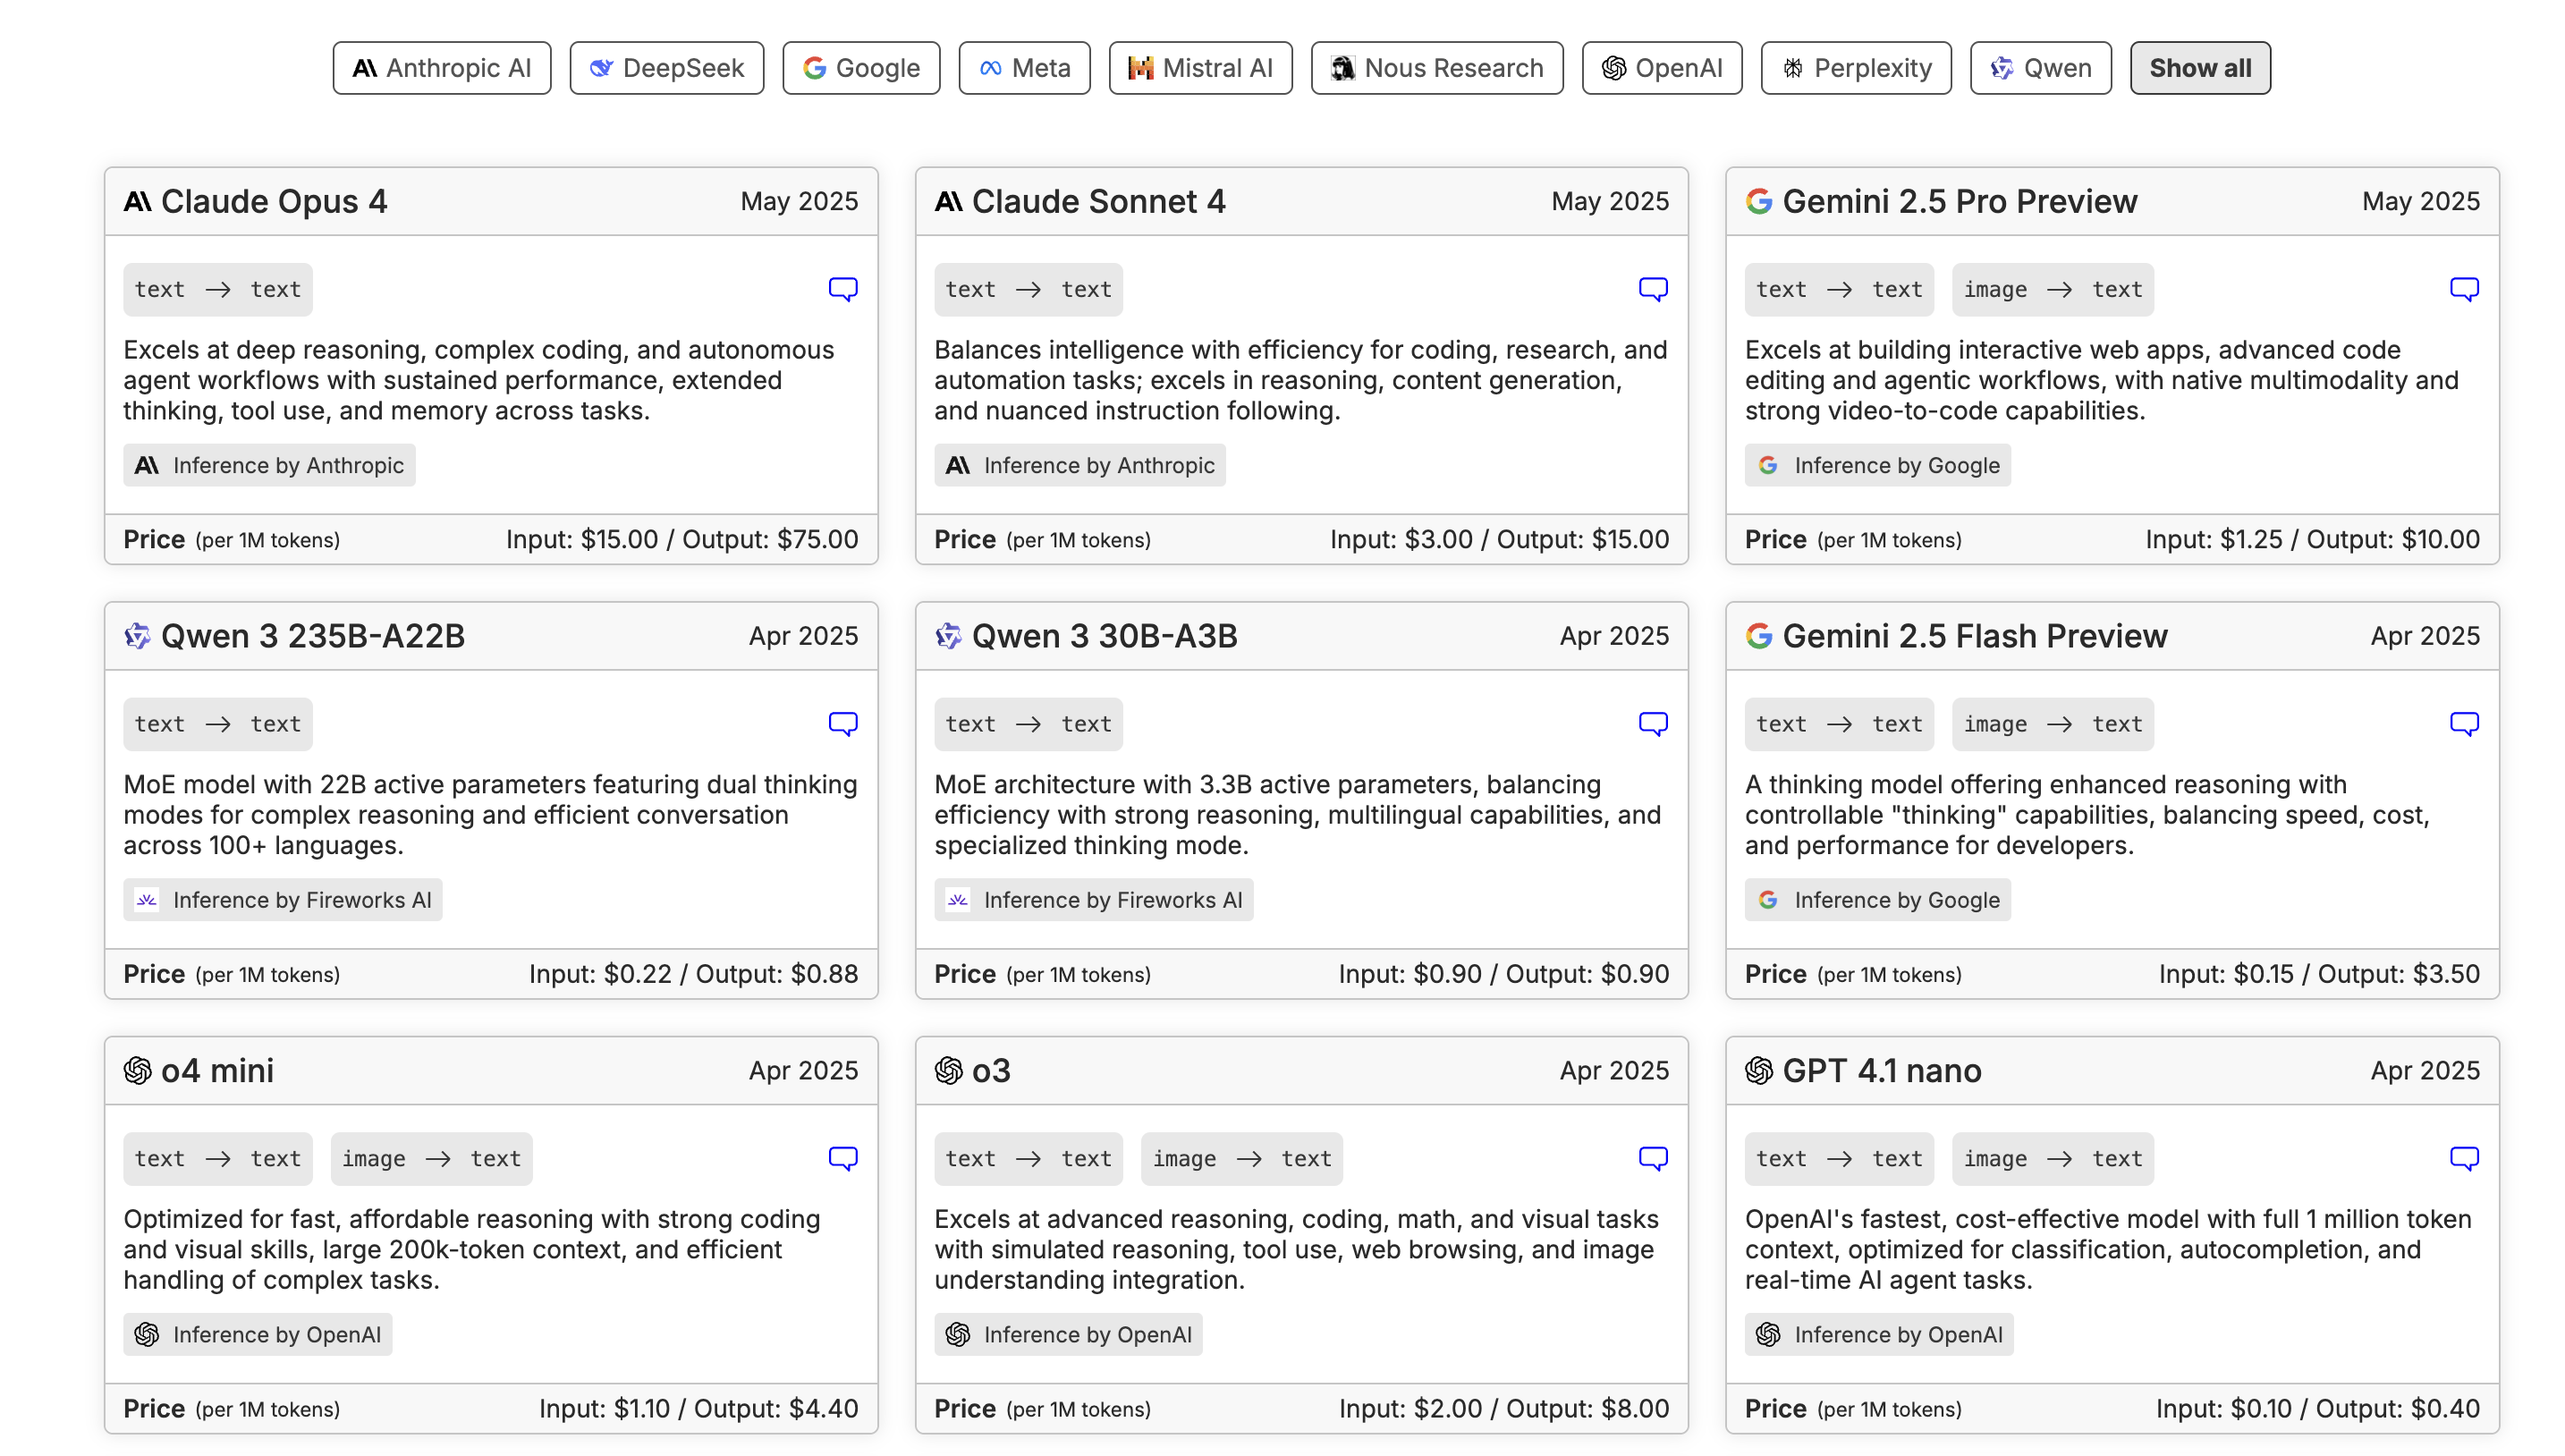 Anthropic AI DeepSeek Google Meta Mistral AI Nous Research OpenAI Perplexity Qwen Show all
Claude Opus 4 May 2025
text → text
Excels at deep reasoning, complex coding, and autonomous
agent workflows with sustained performance, extended
thinking, tool use, and memory across tasks.
Inference by Anthropic
Price (per 1M tokens) Input: $15.00 / Output: $75.00
Claude Sonnet 4 May 2025
text → text
Balances intelligence with efficiency for coding, research, and
automation tasks; excels in reasoning, content generation,
and nuanced instruction following.
Inference by Anthropic
Price (per 1M tokens) Input: $3.00 / Output: $15.00
Gemini 2.5 Pro Preview May 2025
text → text image → text
Excels at building interactive web apps, advanced code
editing and agentic workflows, with native multimodality and
strong video-to-code capabilities.
Inference by Google
Price (per 1M tokens) Input: $1.25 / Output: $10.00
Qwen 3 235B-A22B Apr 2025
text → text
MoE model with 22B active parameters featuring dual thinking
modes for complex reasoning and efficient conversation
across 100+ languages.
Inference by Fireworks AI
Price (per 1M tokens) Input: $0.22 / Output: $0.88
Qwen 3 30B-A3B Apr 2025
text → text
MoE architecture with 3.3B active parameters, balancing
efficiency with strong reasoning, multilingual capabilities, and
specialized thinking mode.
Inference by Fireworks AI
Price (per 1M tokens) Input: $0.90 / Output: $0.90
Gemini 2.5 Flash Preview Apr 2025
text → text image → text
A thinking model offering enhanced reasoning with
controllable "thinking" capabilities, balancing speed, cost,
and performance for developers.
Inference by Google
Price (per 1M tokens) Input: $0.15 / Output: $3.50
o4 mini Apr 2025
text → text image → text
Optimized for fast, affordable reasoning with strong coding
and visual skills, large 200k-token context, and efficient
handling of complex tasks.
Inference by OpenAI
Price (per 1M tokens) Input: $1.10 / Output: $4.40
o3 Apr 2025
text → text image → text
Excels at advanced reasoning, coding, math, and visual tasks
with simulated reasoning, tool use, web browsing, and image
understanding integration.
Inference by OpenAI
Price (per 1M tokens) Input: $2.00 / Output: $8.00
GPT 4.1 nano Apr 2025
text → text image → text
OpenAI's fastest, cost-effective model with full 1 million token
context, optimized for classification, autocompletion, and
real-time AI agent tasks.
Inference by OpenAI
Price (per 1M tokens) Input: $0.10 / Output: $0.40